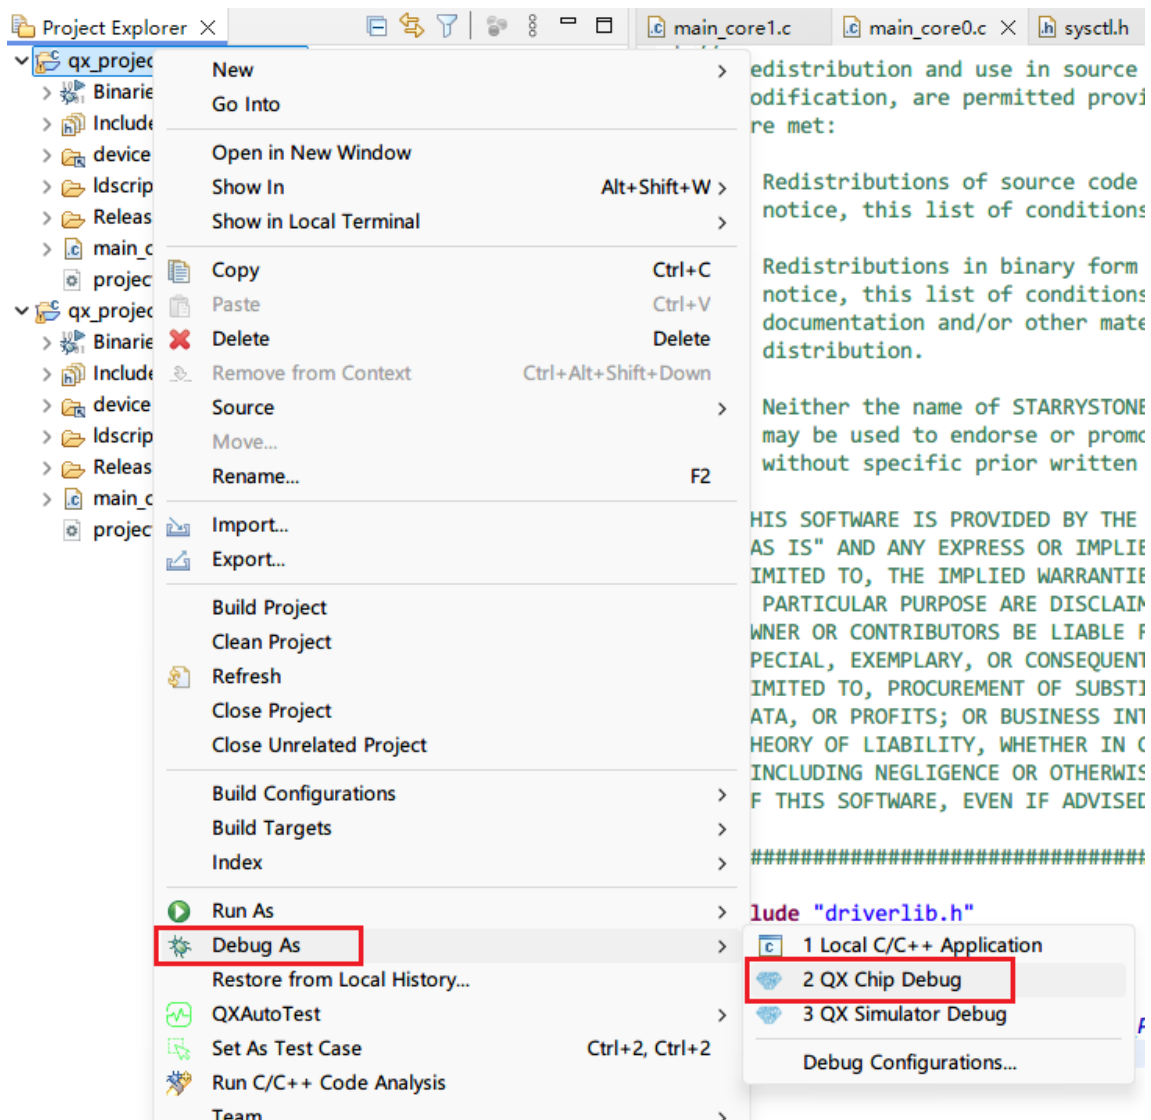 Project Explorer
main_core1.c
main_core0.c
sysctl.h
qx_projec
Binarie
Include
device
ldscrip
Releas
main_c
projec
qx_projec
Binarie
Include
device
ldscrip
Releas
main_c
projec
New
Go Into
Open in New Window
Show In Alt+Shift+W
Show in Local Terminal
Copy Ctrl+C
Paste Ctrl+V
Delete Delete
Remove from Context Ctrl+Alt+Shift+Down
Source
Move...
Rename... F2
Import...
Export...
Build Project
Clean Project
Refresh
Close Project
Close Unrelated Project
Build Configurations
Build Targets
Index
Run As
Debug As
Restore from Local History...
QXAutoTest
Set As Test Case Ctrl+2, Ctrl+2
Run C/C++ Code Analysis
Team
1 Local C/C++ Application
2 QX Chip Debug
3 QX Simulator Debug
Debug Configurations...
edistribution and use in source
odification, are permitted provi
re met:
Redistributions of source code
notice, this list of conditions
Redistributions in binary form
notice, this list of conditions
documentation and/or other mate
distribution.
Neither the name of STARRYSTONE
may be used to endorse or promo
without specific prior written
HIS SOFTWARE IS PROVIDED BY THE
AS IS" AND ANY EXPRESS OR IMPLIE
IMITED TO, THE IMPLIED WARRANTIE
PARTICULAR PURPOSE ARE DISCLAIM
WNER OR CONTRIBUTORS BE LIABLE F
PECIAL, EXEMPLARY, OR CONSEQUENT
IMITED TO, PROCUREMENT OF SUBSTI
ATA, OR PROFITS; OR BUSINESS INT
HEORY OF LIABILITY, WHETHER IN C
INCLUDING NEGLIGENCE OR OTHERWIS
F THIS SOFTWARE, EVEN IF ADVISED
################################
lude "driverlib.h"